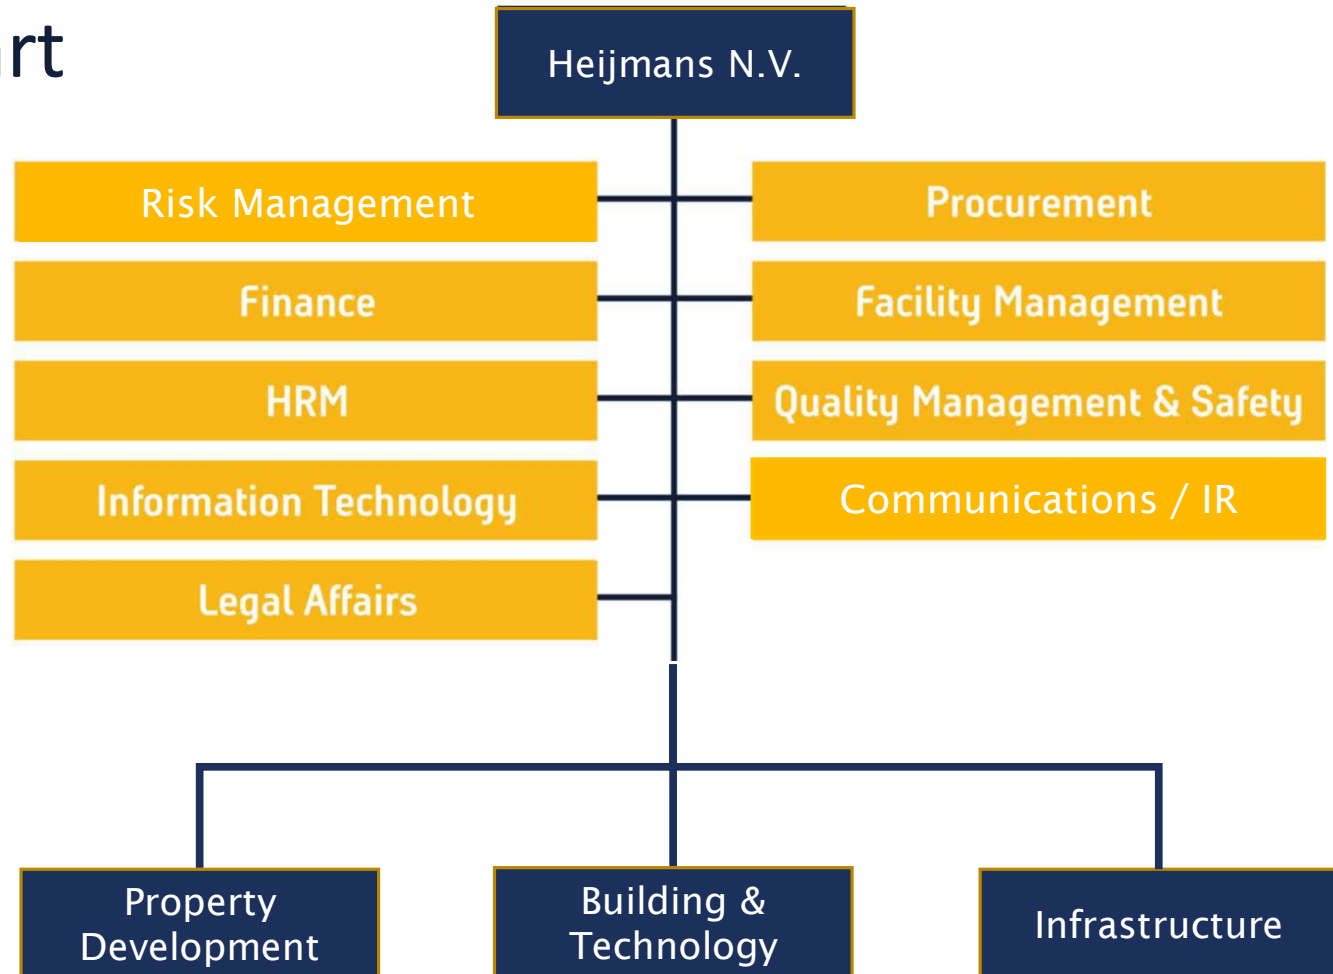 Heijmans N.V.
Risk Management
Procurement
Finance
Facility Management
HRM
Quality Management & Safety
Information Technology
Communications / IR
Legal Affairs
Property
Development
Building &
Technology
Infrastructure